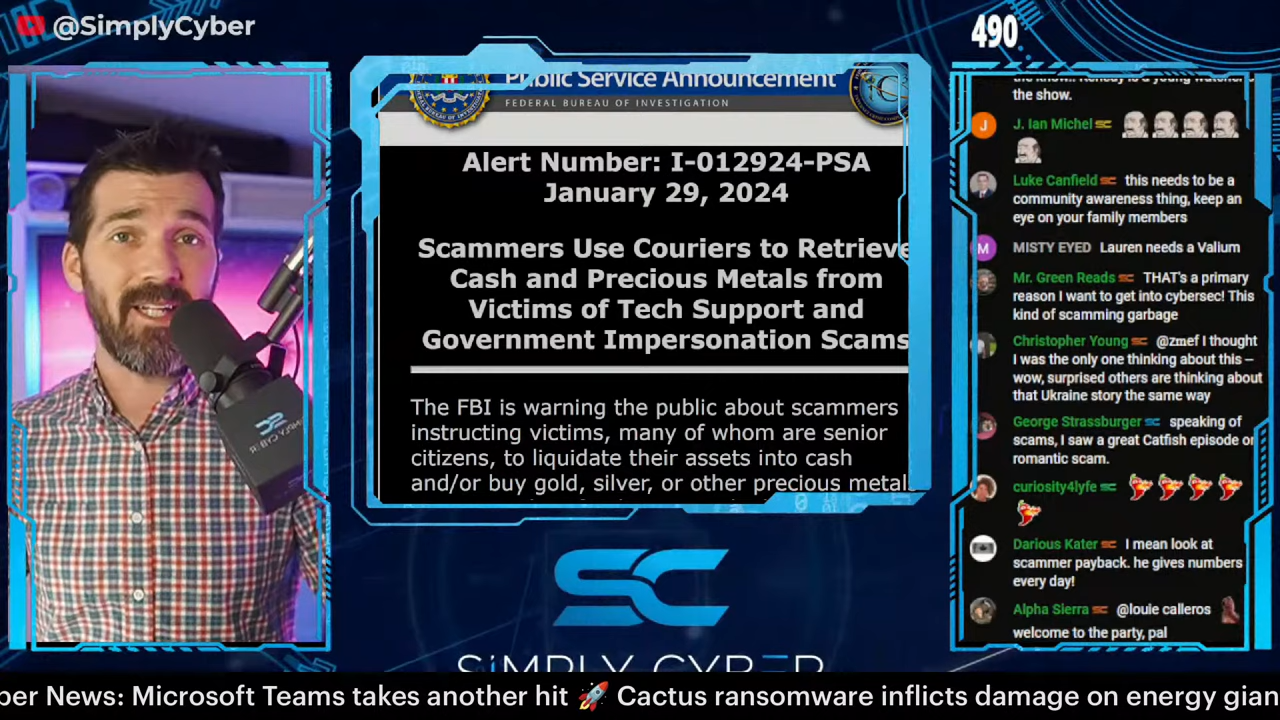 @SimplyCyber
490
Public Service Announcement
FEDERAL BUREAU OF INVESTIGATION
Alert Number: I-012924-PSA
January 29, 2024
Scammers Use Couriers to Retrieve
Cash and Precious Metals from
Victims of Tech Support and
Government Impersonation Scams
The FBI is warning the public about scammers
instructing victims, many of whom are senior
citizens, to liquidate their assets into cash
and/or buy gold, silver, or other precious metals
SC
SIMPLY CYBER
SIMPLY CYBER
the show.
J. Ian Michel
Luke Canfield this needs to be a
community awareness thing, keep an
eye on your family members
M MISTY EYED Lauren needs a Valium
Mr. Green Reads THAT's a primary
reason I want to get into cybersec! This
kind of scamming garbage
Christopher Young @zmef I thought
I was the only one thinking about this –
wow, surprised others are thinking about
that Ukraine story the same way
George Strassburger speaking of
scams, I saw a great Catfish episode on
romantic scam.
curiosity4lyfe
Darious Kater I mean look at
scammer payback. he gives numbers
every day!
Alpha Sierra @louie calleros
welcome to the party, pal
ber News: Microsoft Teams takes another hit 🚀 Cactus ransomware inflicts damage on energy gian